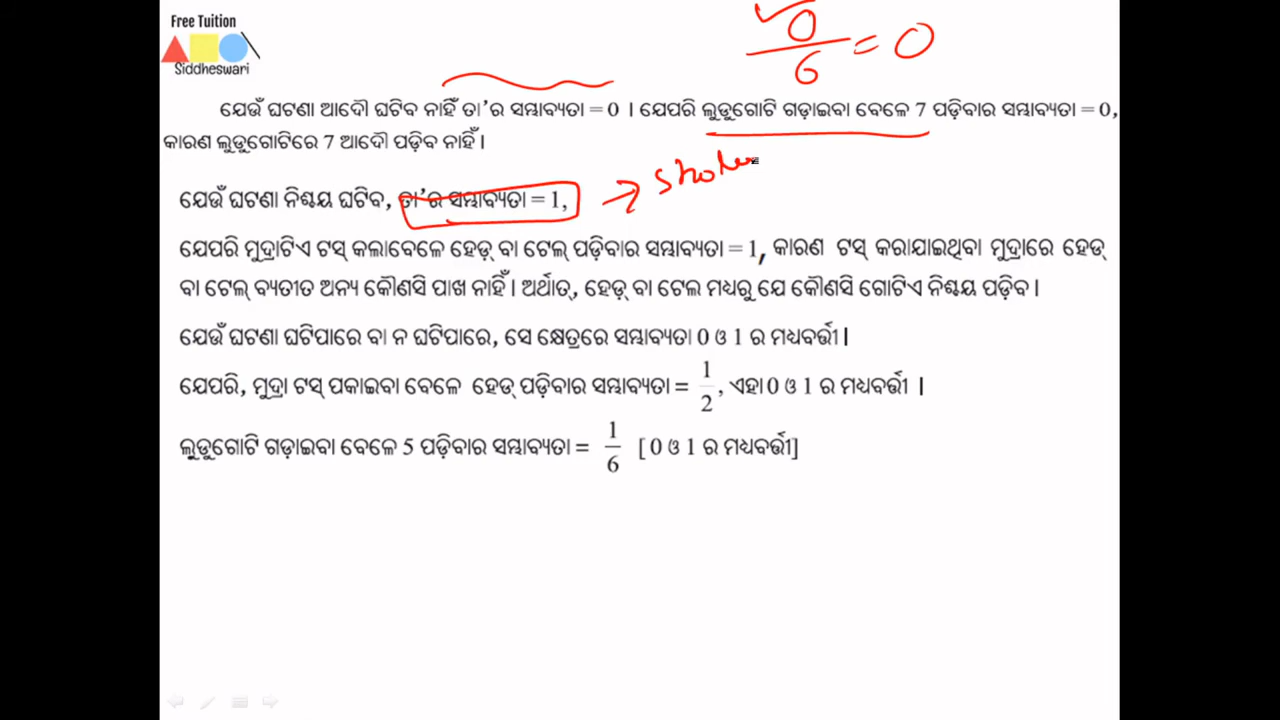 Free Tuition
Siddheswari
0
6
= 0
ଯେଉଁ ଘଟଣା ଆଦୌ ଘଟିବ ନାହିଁ ତା'ର ସମ୍ଭାବ୍ୟତା = 0 । ଯେପରି ଲୁଡୁଗୋଟି ଗଡ଼ାଇବା ବେଳେ 7 ପଡ଼ିବାର ସମ୍ଭାବ୍ୟତା = 0,
କାରଣ ଲୁଡୁଗୋଟିରେ 7 ଆଦୌ ପଡ଼ିବ ନାହିଁ ।
ଯେଉଁ ଘଟଣା ନିଶ୍ଚୟ ଘଟିବ, ତା'ର ସମ୍ଭାବ୍ୟତା = 1,
ଯେପରି ମୁଦ୍ରାଟିଏ ଟସ୍ କଲାବେଳେ ହେଡ଼୍ ବା ଟେଲ୍ ପଡ଼ିବାର ସମ୍ଭାବ୍ୟତା = 1, କାରଣ ଟସ୍ କରାଯାଇଥିବା ମୁଦ୍ରାରେ ହେଡ଼୍
ବା ଟେଲ୍ ବ୍ୟତୀତ ଅନ୍ୟ କୌଣସି ପାଖ ନାହିଁ । ଅର୍ଥାତ୍, ହେଡ଼୍ ବା ଟେଲ ମଧ୍ୟରୁ ଯେ କୌଣସି ଗୋଟିଏ ନିଶ୍ଚୟ ପଡ଼ିବ ।
ଯେଉଁ ଘଟଣା ଘଟିପାରେ ବା ନ ଘଟିପାରେ, ସେ କ୍ଷେତ୍ରରେ ସମ୍ଭାବ୍ୟତା 0 ଓ 1 ର ମଧ୍ୟବର୍ତ୍ତୀ ।
ଯେପରି, ମୁଦ୍ରା ଟସ୍ ପକାଇବା ବେଳେ ହେଡ୍ ପଡ଼ିବାର ସମ୍ଭାବ୍ୟତା = 1/2, ଏହା 0 ଓ 1 ର ମଧ୍ୟବର୍ତ୍ତୀ ।
ଲୁଡୁଗୋଟି ଗଡ଼ାଇବା ବେଳେ 5 ପଡ଼ିବାର ସମ୍ଭାବ୍ୟତା = 1/6 [ 0 ଓ 1 ର ମଧ୍ୟବର୍ତ୍ତୀ]